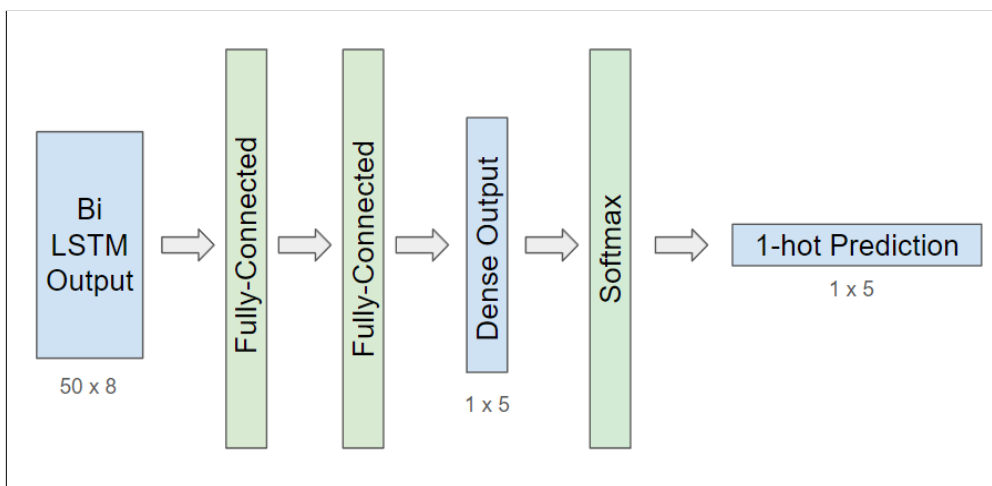 Bi
LSTM
Output
50 x 8
Fully-Connected
Fully-Connected
Dense Output
1 x 5
Softmax
1-hot Prediction
1 x 5